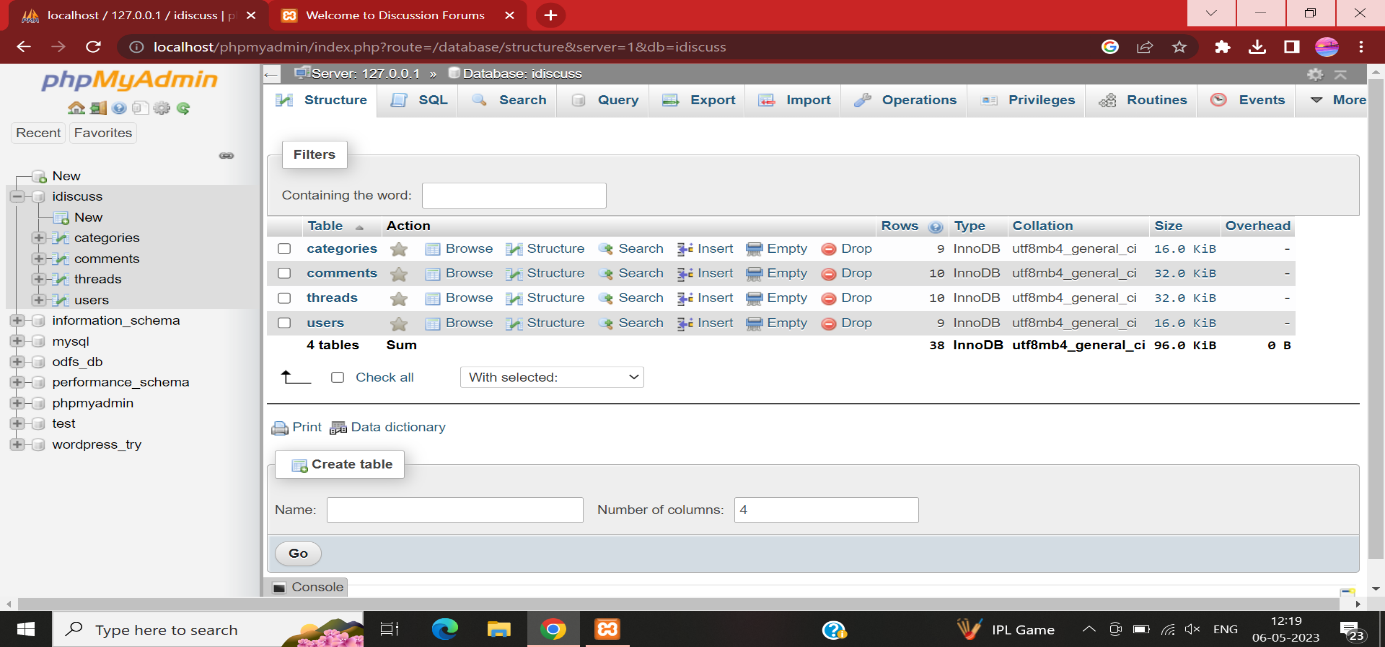 localhost / 127.0.0.1 / idiscuss | p
Welcome to Discussion Forums
localhost/phpmyadmin/index.php?route=/database/structure&server=1&db=idiscuss
phpMyAdmin
Recent Favorites
New
idiscuss
New
categories
comments
threads
users
information_schema
mysql
odfs_db
performance_schema
phpmyadmin
test
wordpress_try
Server: 127.0.0.1 » Database: idiscuss
Structure SQL Search Query Export Import Operations Privileges Routines Events More
Filters
Containing the word:
Table Action Rows Type Collation Size Overhead
categories Browse Structure Search Insert Empty Drop 9 InnoDB utf8mb4_general_ci 16.0 KiB -
comments Browse Structure Search Insert Empty Drop 10 InnoDB utf8mb4_general_ci 32.0 KiB -
threads Browse Structure Search Insert Empty Drop 10 InnoDB utf8mb4_general_ci 32.0 KiB -
users Browse Structure Search Insert Empty Drop 9 InnoDB utf8mb4_general_ci 16.0 KiB -
4 tables Sum 38 InnoDB utf8mb4_general_ci 96.0 KiB 0 B
Check all With selected:
Print Data dictionary
Create table
Name: Number of columns: 4
Go
Console
Type here to search
IPL Game
ENG
12:19
06-05-2023
23